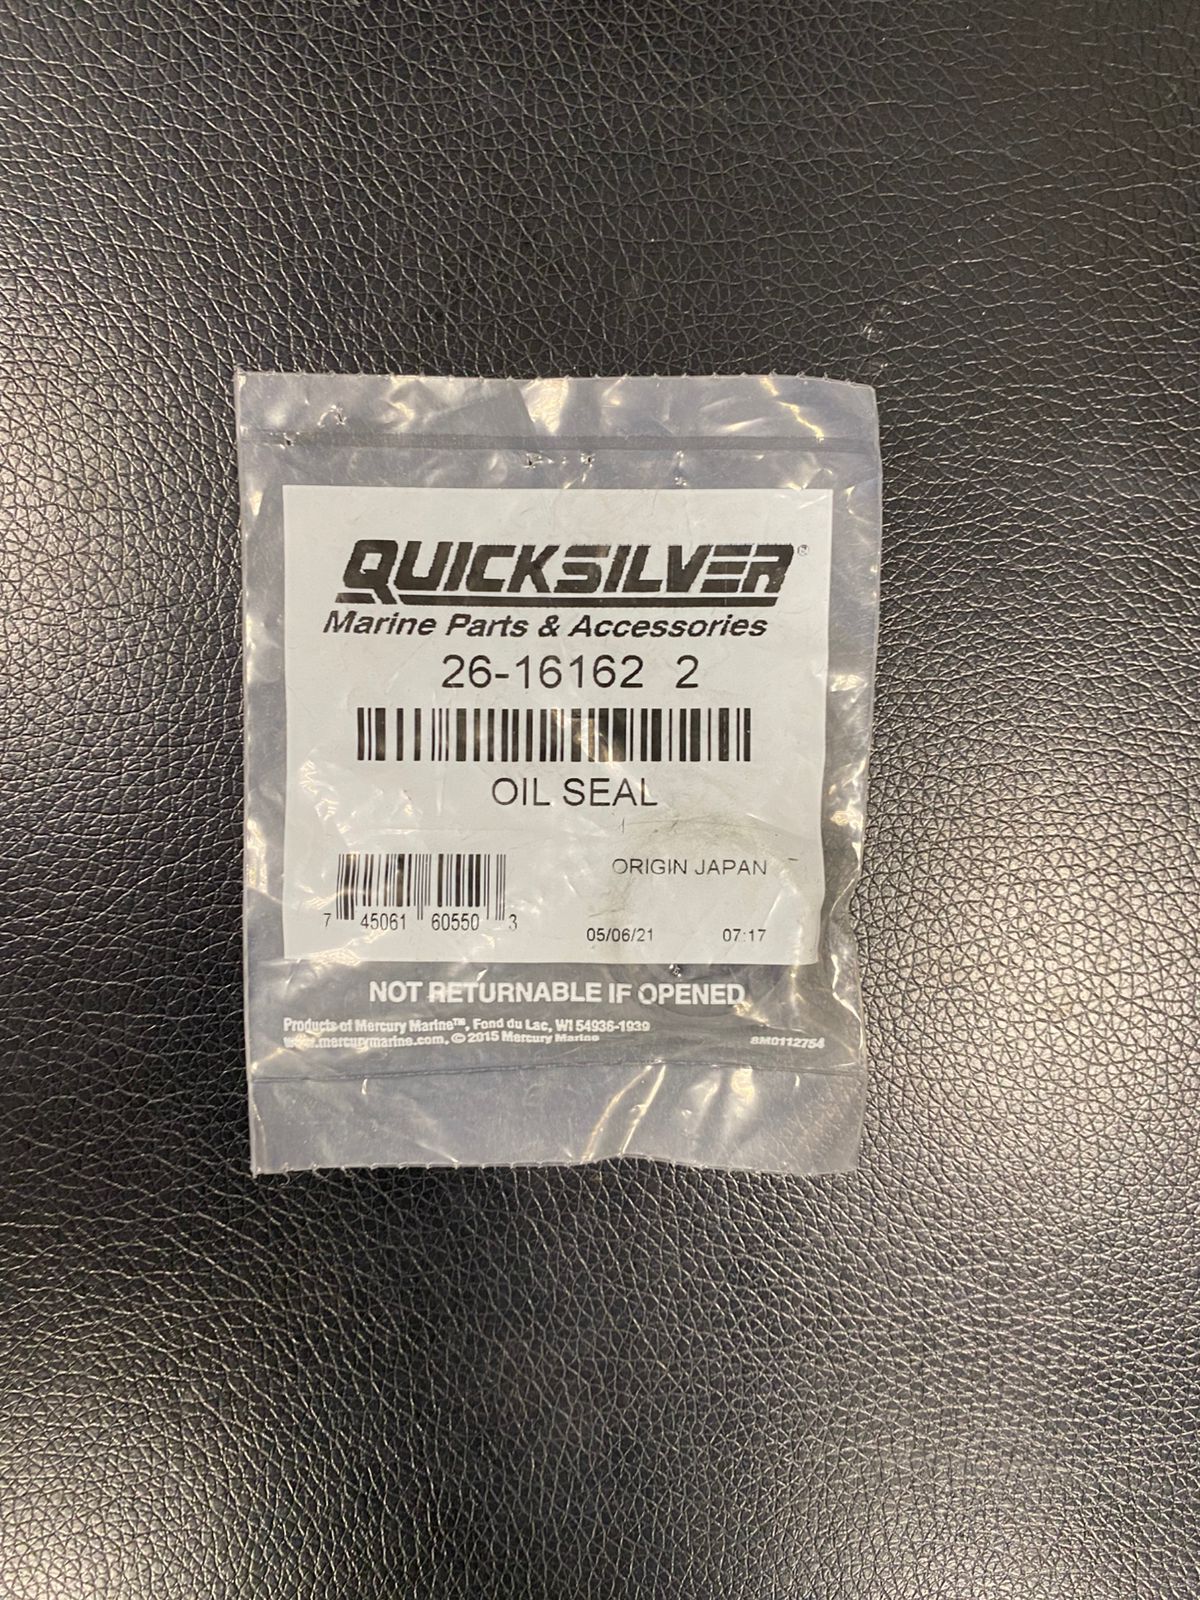 QUICKSILVER®
Marine Parts & Accessories
26-16162 2
OIL SEAL
ORIGIN JAPAN
7 45061 60550 3
05/06/21 07:17
NOT RETURNABLE IF OPENED
Products of Mercury Marine™, Fond du Lac, WI 54936-1939
www.mercurymarine.com, © 2015 Mercury Marine 8M0112754